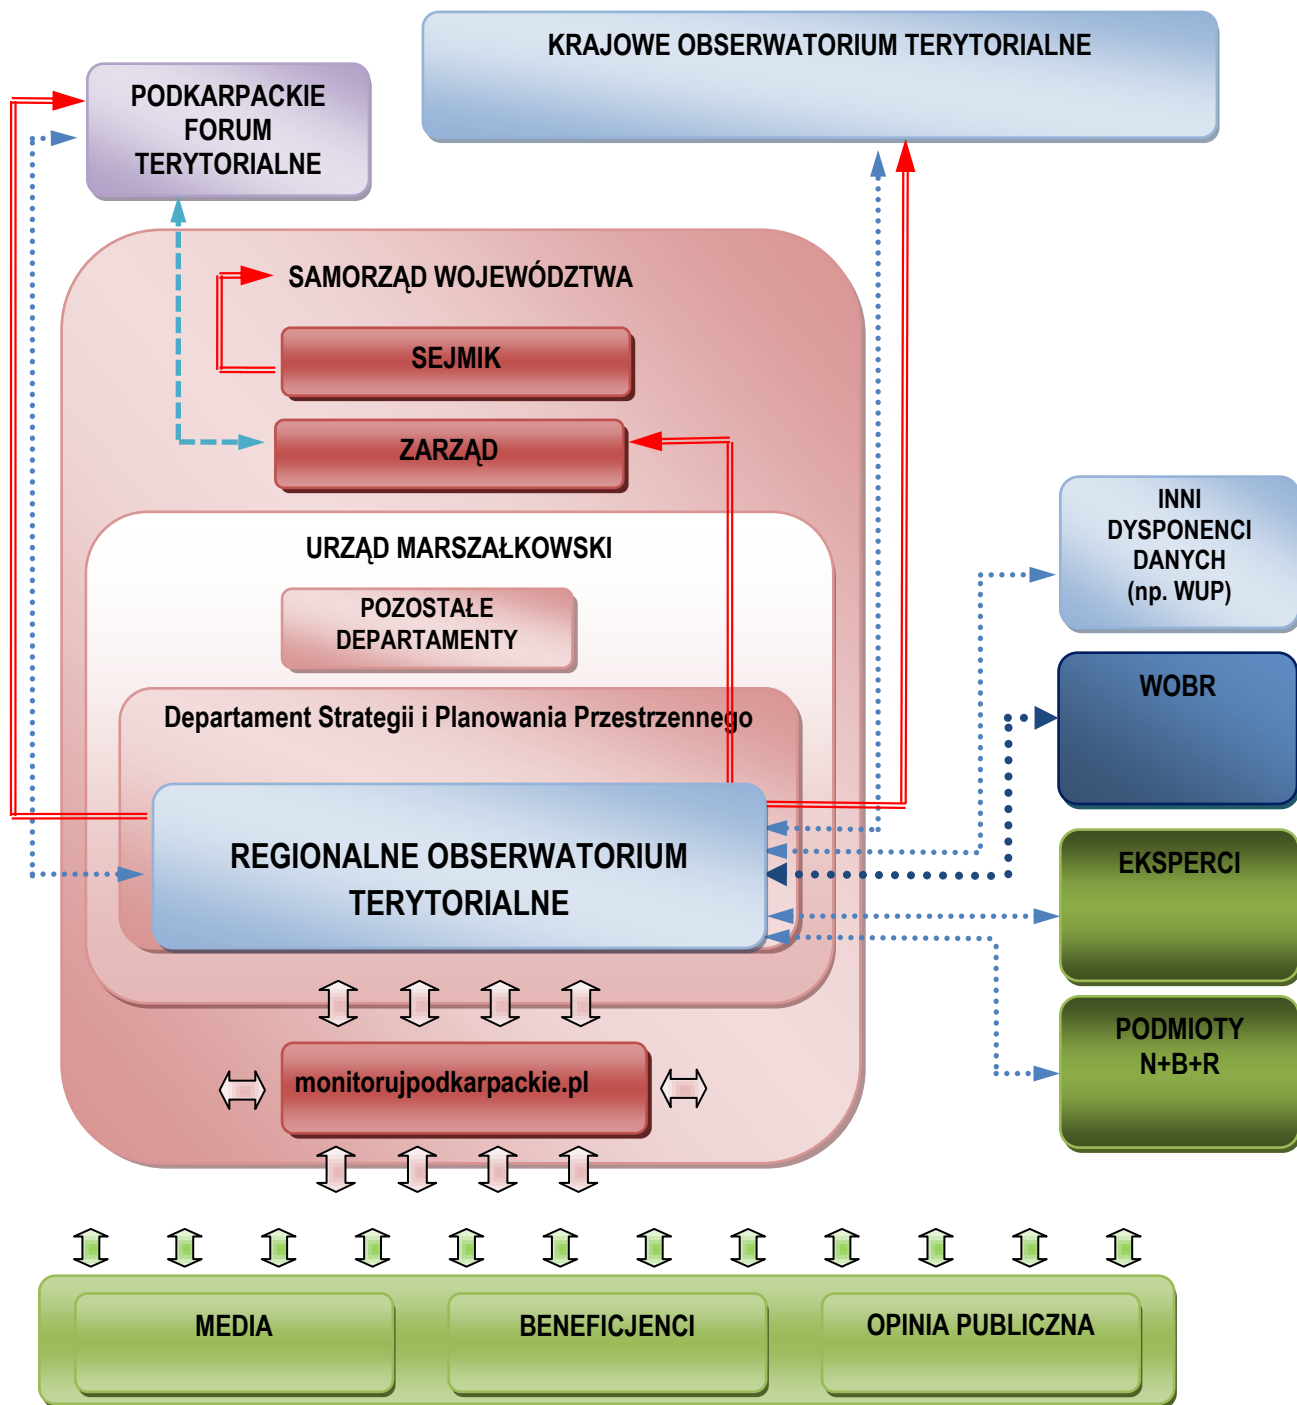 KRAJOWE OBSERWATORIUM TERYTORIALNE
PODKARPACKIE
FORUM
TERYTORIALNE
SAMORZĄD WOJEWÓDZTWA
SEJMIK
ZARZĄD
URZĄD MARSZAŁKOWSKI
POZOSTAŁE
DEPARTAMENTY
Departament Strategii i Planowania Przestrzennego
REGIONALNE OBSERWATORIUM
TERYTORIALNE
monitorujpodkarpackie.pl
INNI
DYSPONENCI
DANYCH
(np. WUP)
WOBR
EKSPERCI
PODMIOTY
N+B+R
MEDIA
BENEFICJENCI
OPINIA PUBLICZNA